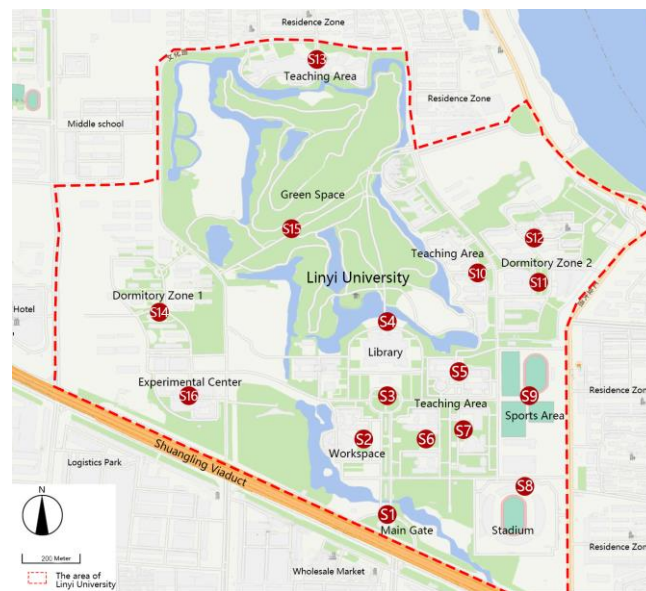 Residence Zone
文化路
S13
Teaching Area
Residence Zone
Middle school
Green Space
S15
S12
Teaching Area
S10
Dormitory Zone 2
S11
Linyi University
Dormitory Zone 1
S14
S4
Hotel
Library
S5
Experimental Center
S16
S3
S9
Residence Zone
Teaching Area
Sports Area
S7
S2
S6
Workspace
Shuangling Viaduct
Logistics Park
S8
N
S1
Main Gate
Stadium
Residence Zone
200 Meter
Wholesale Market
The area of
Linyi University